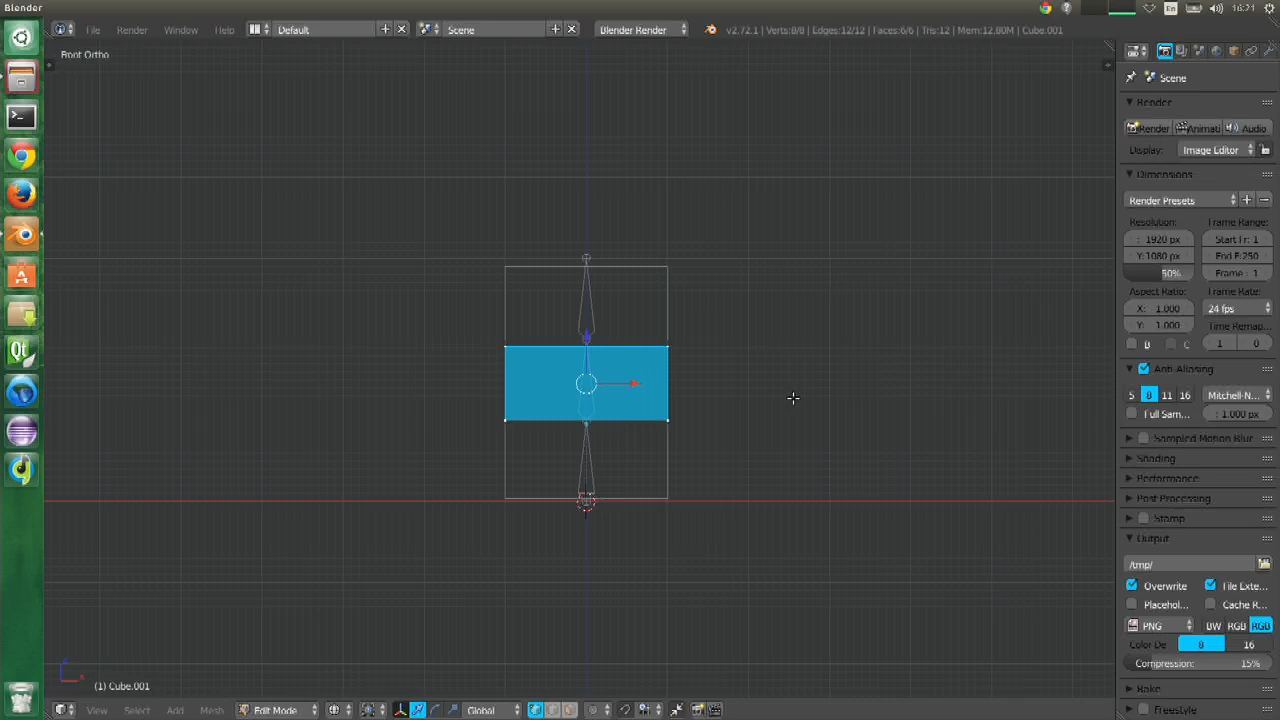 Blender
En
16:21
File Render Window Help Default Scene Blender Render v2.72.1 | Verts:8/8 | Edges:12/12 | Faces:6/6 | Tris:12 | Mem:12.80M | Cube.001
Front Ortho
Scene
Render
Render Animati Audio
Display: Image Editor
Dimensions
Render Presets
Resolution: Frame Range:
: 1920 px Start Fr: 1
Y:1080 px End F:250
50% Frame : 1
Aspect Ratio: Frame Rate:
X: 1.000 24 fps
Y: 1.000 Time Remap...
B C 1 0
Anti-Aliasing
5 8 11 16 Mitchell-N...
Full Sam... : 1.000 px
Sampled Motion Blur
Shading
Performance
Post Processing
Stamp
Output
/tmp/
Overwrite Tile Exte...
Placehol... Cache R...
PNG BW RGB RGB
Color De 8 16
Compression: 15%
Bake
Freestyle
(1) Cube.001
View Select Add Mesh Edit Mode Global